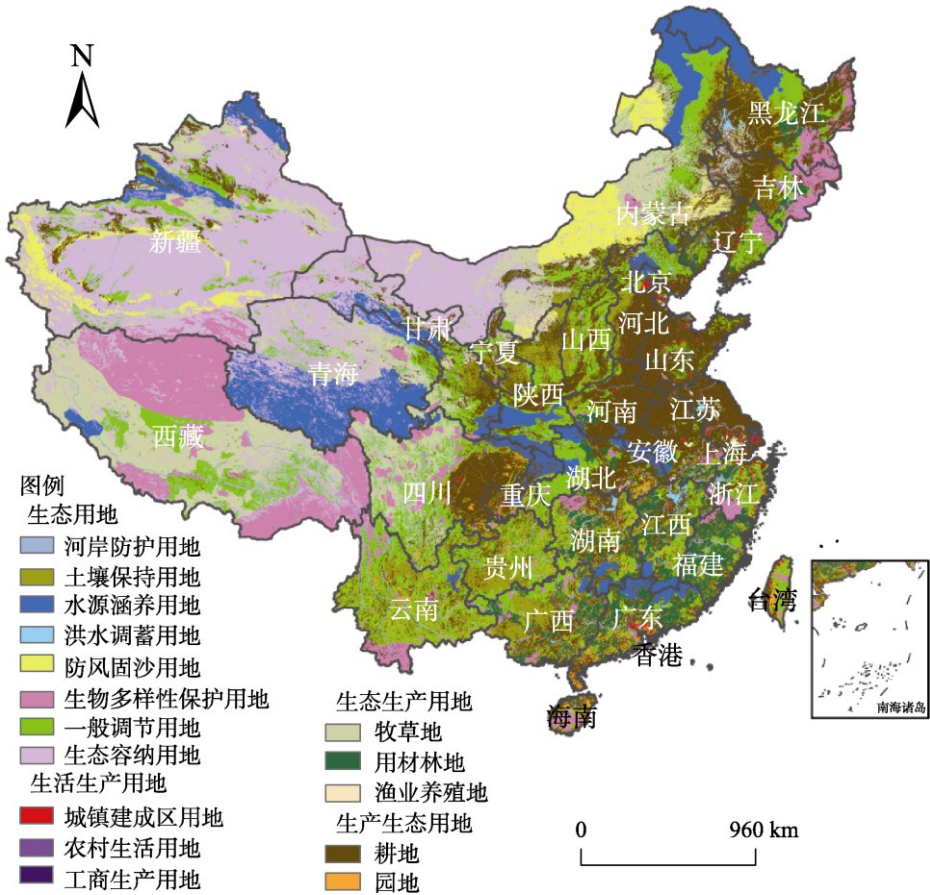 N
黑龙江
吉林
新疆
内蒙古
辽宁
北京
甘肃
宁夏
山西
河北
山东
青海
陕西
河南
江苏
西藏
安徽
上海
四川
重庆
湖北
浙江
湖南
江西
贵州
福建
云南
广西
广东
台湾
香港
海南
南海诸岛
图例
生态用地
河岸防护用地
土壤保持用地
水源涵养用地
洪水调蓄用地
防风固沙用地
生物多样性保护用地
一般调节用地
生态容纳用地
生活生产用地
城镇建成区用地
农村生活用地
工商生产用地
生态生产用地
牧草地
用材林地
渔业养殖地
生产生态用地
耕地
园地
0 960 km